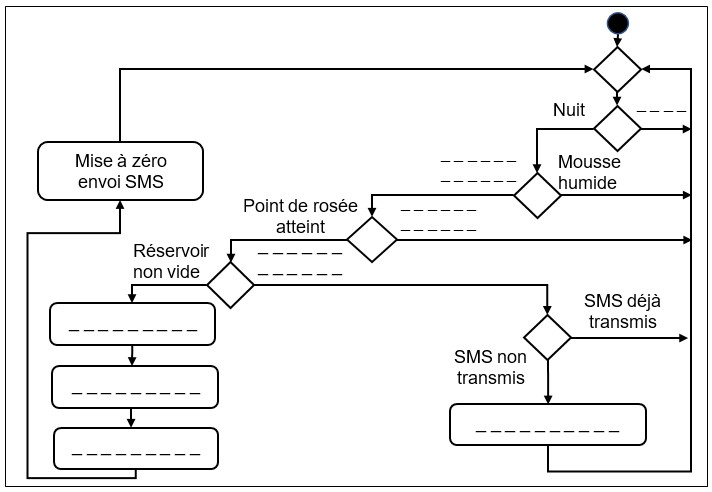 Nuit
_ _ _ _
Mise à zéro
envoi SMS
_ _ _ _ _ _
_ _ _ _ _ _
Mousse
humide
Point de rosée
atteint
_ _ _ _ _ _
_ _ _ _ _ _
Réservoir
non vide
_ _ _ _ _ _
_ _ _ _ _ _
SMS déjà
transmis
_ _ _ _ _ _ _ _ _
SMS non
transmis
_ _ _ _ _ _ _ _ _
_ _ _ _ _ _ _ _ _ _
_ _ _ _ _ _ _ _ _